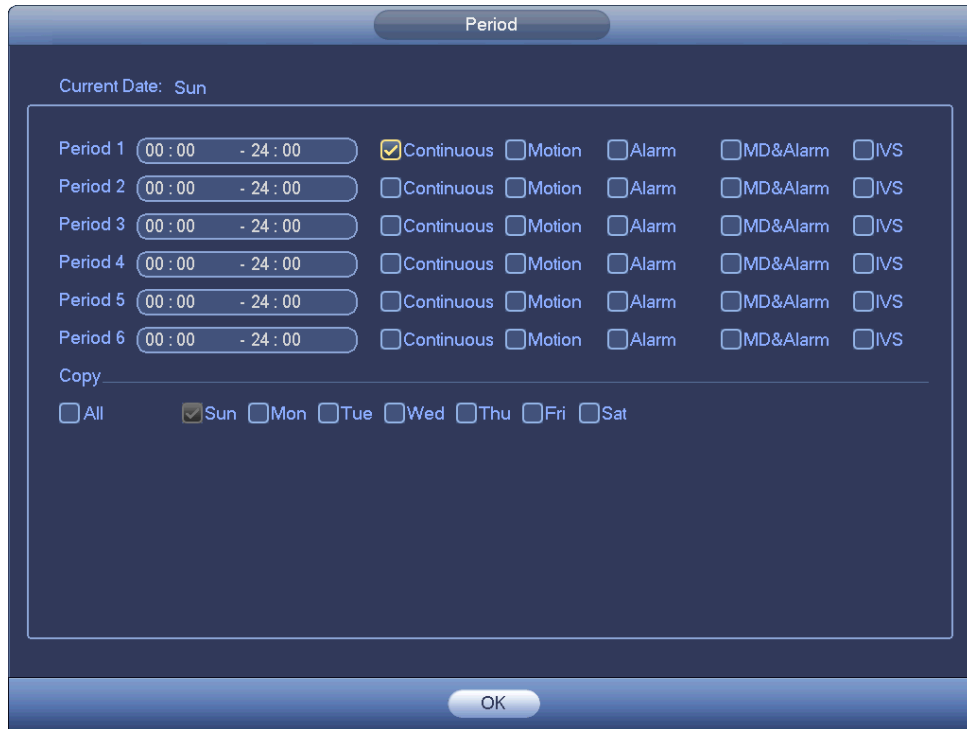 Period
Current Date: Sun
Period 1 00 : 00 - 24 : 00 Continuous Motion Alarm MD&Alarm IVS
Period 2 00 : 00 - 24 : 00 Continuous Motion Alarm MD&Alarm IVS
Period 3 00 : 00 - 24 : 00 Continuous Motion Alarm MD&Alarm IVS
Period 4 00 : 00 - 24 : 00 Continuous Motion Alarm MD&Alarm IVS
Period 5 00 : 00 - 24 : 00 Continuous Motion Alarm MD&Alarm IVS
Period 6 00 : 00 - 24 : 00 Continuous Motion Alarm MD&Alarm IVS
Copy
All Sun Mon Tue Wed Thu Fri Sat
OK